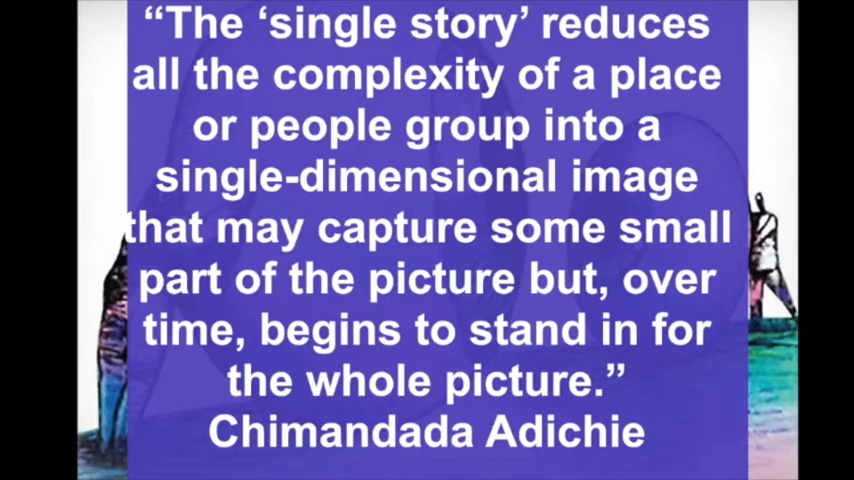 “The ‘single story’ reduces
all the complexity of a place
or people group into a
single-dimensional image
that may capture some small
part of the picture but, over
time, begins to stand in for
the whole picture.”
Chimandada Adichie